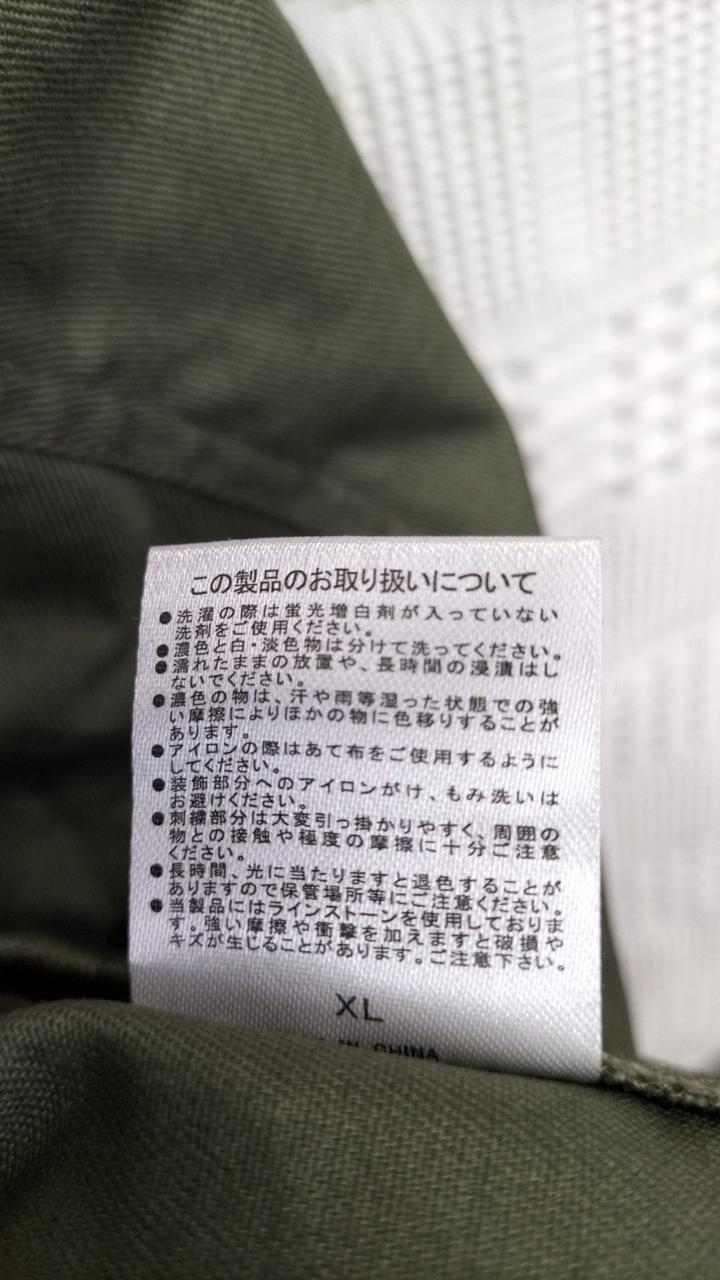 この製品のお取り扱いについて
●洗濯の際は蛍光増白剤が入っていない
洗剤をご使用ください。
●濃色と白・淡色物は分けて洗ってください。
●濡れたままの放置や、長時間の浸漬はし
ないでください。
●濃色の物は、汗や雨等湿った状態での強
い摩擦によりほかの物に色移りすることが
あります。
●アイロンの際はあて布をご使用するように
してください。
●装飾部分へのアイロンがけ、もみ洗いは
お避けください。
●刺繍部分は大変引っ掛かりやすく、周囲の
物との接触や極度の摩擦に十分ご注意
ください。
●長時間、光に当たりますと退色することが
ありますので保管場所等にご注意ください。
●当製品にはラインストーンを使用しておりま
す。強い摩擦や衝撃を加えますと破損や
キズが生じることがあります。ご注意下さい。
XL
IN CHINA